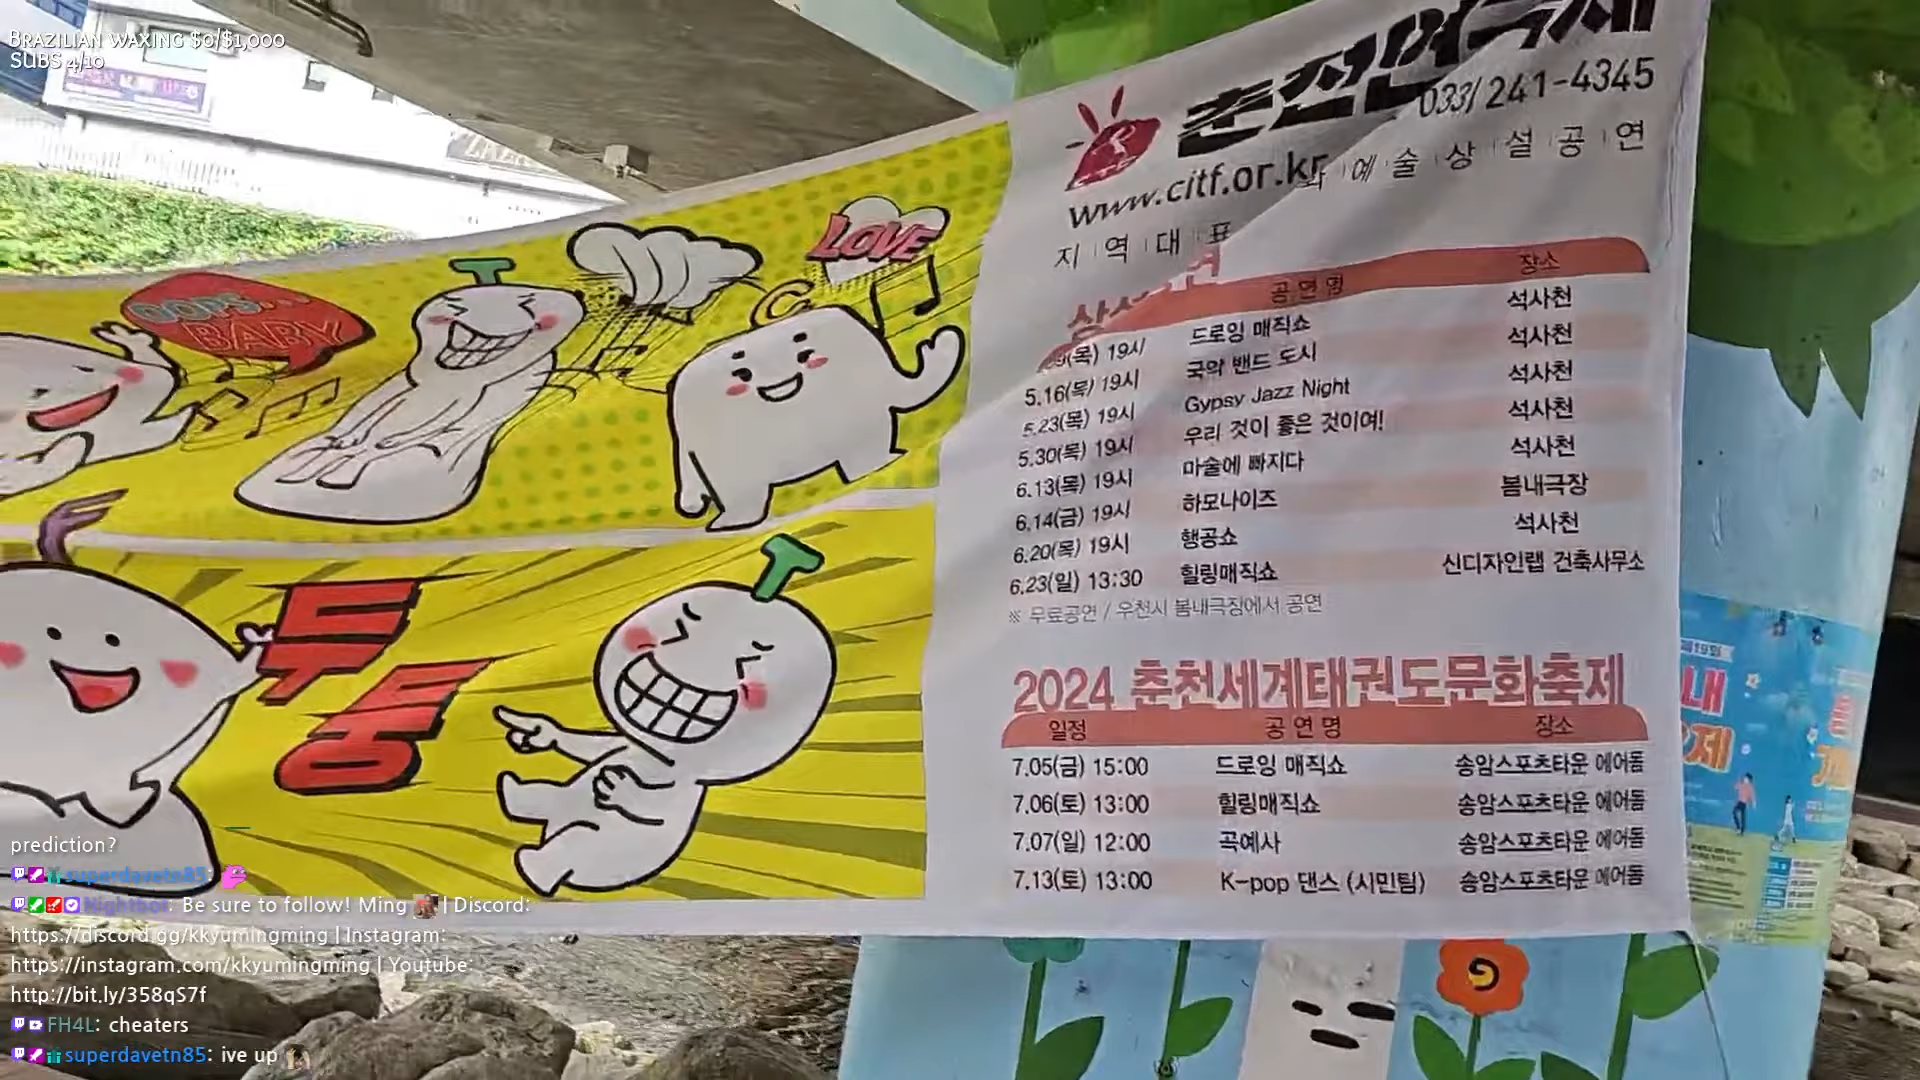 BRAZILIAN WAXING $0/$1,000
SUBS 4/10
OOPS...
BABY
LOVE
두
둥
춘천연극제
033/241-4345
www.citf.or.kr
예술상설공연
지역대표
공연명 장소
(목) 19시 드로잉 매직쇼 석사천
5.16(목) 19시 국악 밴드 도시 석사천
5.23(목) 19시 Gypsy Jazz Night 석사천
5.30(목) 19시 우리 것이 좋은 것이여! 석사천
6.13(목) 19시 마술에 빠지다 석사천
6.14(금) 19시 하모나이즈 봄내극장
6.20(목) 19시 행공쇼 석사천
6.23(일) 13:30 힐링매직쇼 신디자인랩 건축사무소
※ 무료공연 / 우천시 봄내극장에서 공연
2024 춘천세계태권도문화축제
일정 공연명 장소
7.05(금) 15:00 드로잉 매직쇼 송암스포츠타운 에어돔
7.06(토) 13:00 힐링매직쇼 송암스포츠타운 에어돔
7.07(일) 12:00 곡예사 송암스포츠타운 에어돔
7.13(토) 13:00 K-pop 댄스 (시민팀) 송암스포츠타운 에어돔
내
제
prediction?
superdavetn85:
Nightbot: Be sure to follow! Ming | Discord:
https://discord.gg/kkyumingming | Instagram:
https://instagram.com/kkyumingming | Youtube:
http://bit.ly/358qS7f
FH4L: cheaters
superdavetn85: ive up